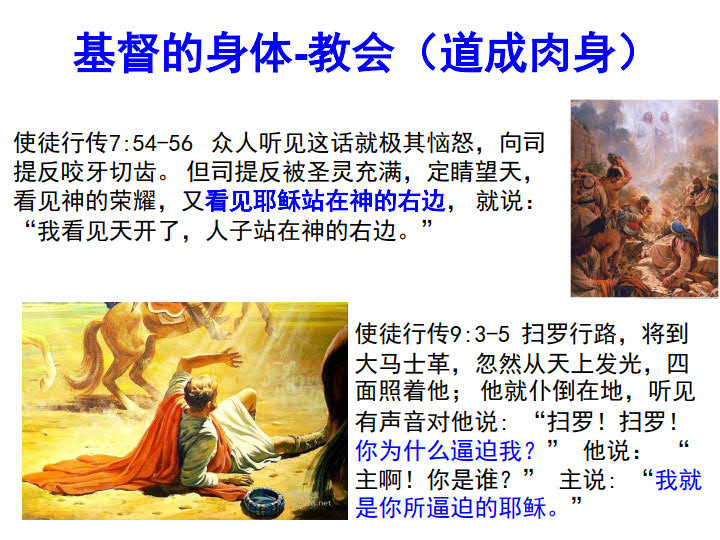 基督的身体-教会（道成肉身）
使徒行传7:54-56 众人听见这话就极其恼怒，向司
提反咬牙切齿。 但司提反被圣灵充满，定睛望天，
看见神的荣耀，又看见耶稣站在神的右边， 就说：
“我看见天开了，人子站在神的右边。”
使徒行传9:3-5 扫罗行路，将到
大马士革，忽然从天上发光，四
面照着他； 他就仆倒在地，听见
有声音对他说: “扫罗！扫罗！
你为什么逼迫我？” 他说： “
主啊！你是谁？” 主说: “我就
是你所逼迫的耶稣。”